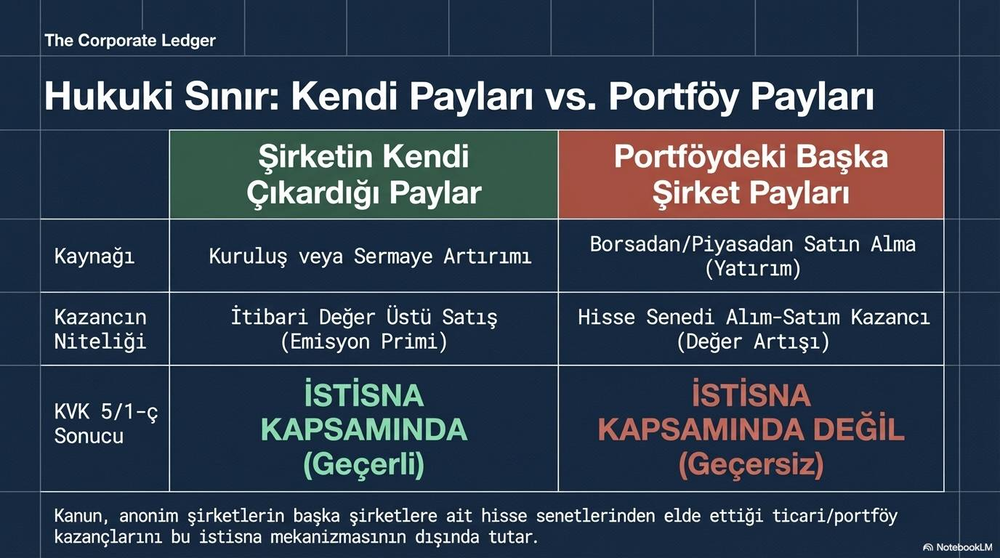 The Corporate Ledger
Hukuki Sınır: Kendi Payları vs. Portföy Payları
Şirketin Kendi
Çıkardığı Paylar
Portföydeki Başka
Şirket Payları
Kaynağı
Kuruluş veya Sermaye Artırımı
Borsadan/Piyasadan Satın Alma
(Yatırım)
Kazancın
Niteliği
İtibari Değer Üstü Satış
(Emisyon Primi)
Hisse Senedi Alım-Satım Kazancı
(Değer Artışı)
KVK 5/1-ç
Sonucu
İSTİSNA
KAPSAMINDA
(Geçerli)
İSTİSNA
KAPSAMINDA DEĞİL
(Geçersiz)
Kanun, anonim şirketlerin başka şirketlere ait hisse senetlerinden elde ettiği ticari/portföy
kazançlarını bu istisna mekanizmasının dışında tutar.
NotebookLM